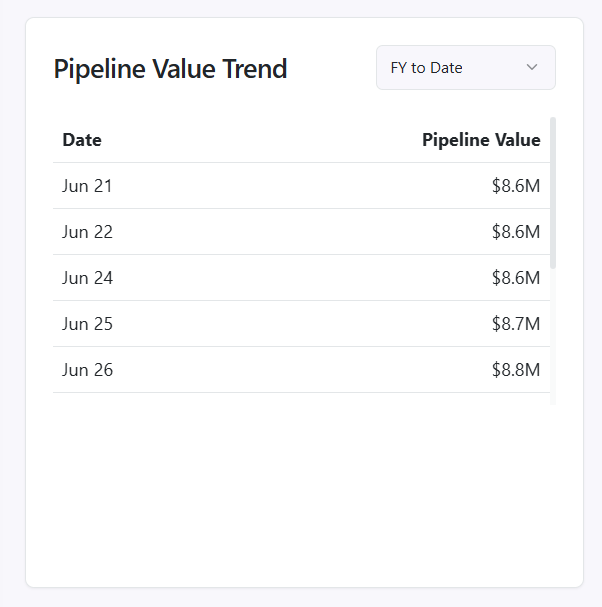 Pipeline Value Trend
FY to Date
Date Pipeline Value
Jun 21 $8.6M
Jun 22 $8.6M
Jun 24 $8.6M
Jun 25 $8.7M
Jun 26 $8.8M